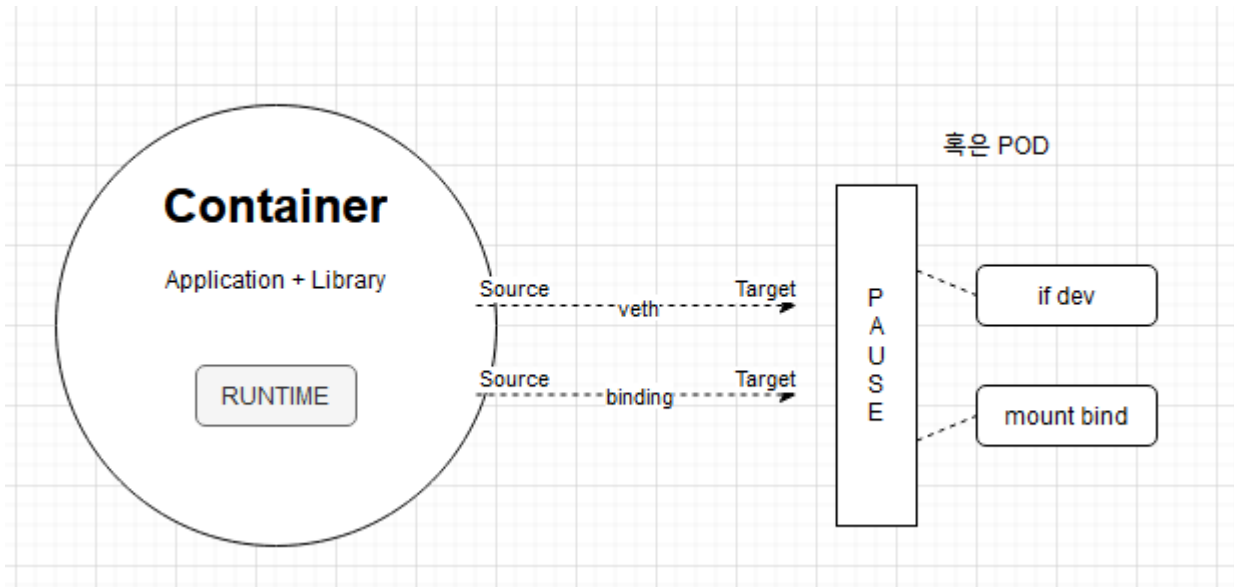 혹은 POD
Container
Application + Library
Source
Target
veth
RUNTIME
Source
Target
binding
P
A
U
S
E
if dev
mount bind